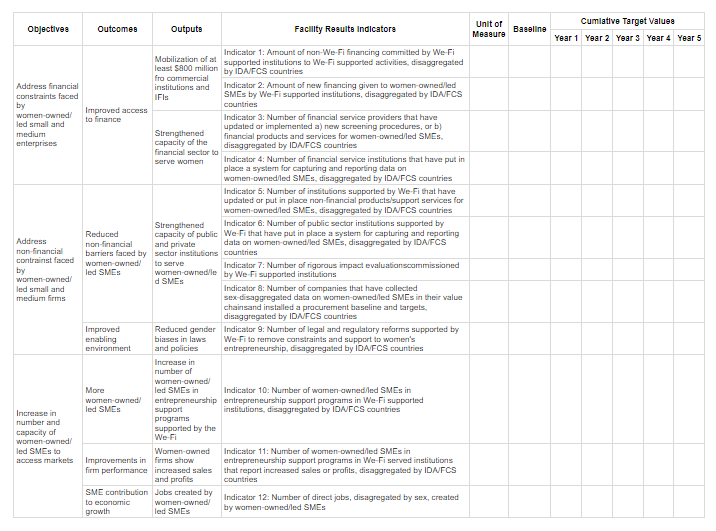 Objectives
Outcomes
Outputs
Facility Results Indicators
Unit of
Measure
Baseline
Cumlative Target Values
Year 1
Year 2
Year 3
Year 4
Year 5
Address financial
constraints faced
by
women-owned/
led small and
medium
enterprises
Improved access
to finance
Mobilization of at
least $800 million
fro commercial
institutions and
IFIs
Indicator 1: Amount of non-We-Fi financing committed by We-Fi
supported institutions to We-Fi supported activities, disaggregated
by IDA/FCS countries
Indicator 2: Amount of new financing given to women-owned/led
SMEs by We-Fi supported institutions, disaggregated by IDA/FCS
countries
Strengthened
capacity of the
financial sector to
serve women
Indicator 3: Number of financial service providers that have
updated or implemented a) new screening procedures, or b)
financial products and services for women-owned/led SMEs,
disaggregated by IDA/FCS countries
Indicator 4: Number of financial service institutions that have put in
place a system for capturing and reporting data on
women-owned/led SMEs, disaggregated by IDA/FCS countries
Address
non-financial
contrainst faced
by
women-owned/
led small and
medium firms
Reduced
non-financial
barriers faced by
women-owned/
led SMEs
Strengthened
capacity of public
and private
sector institutions
to serve
women-owned/le
d SMEs
Indicator 5: Number of institutions supported by We-Fi that have
updated or put in place non-financial products/support services for
women-owned/led SMEs, disaggregated by IDA/FCS countries
Indicator 6: Number of public sector institutions supported by
We-Fi that have put in place a system for capturing and reporting
data on women-owned/led SMEs, disaggregated by IDA/FCS
countries
Indicator 7: Number of rigorous impact evaluationscommissioned
by We-Fi supported institutions
Indicator 8: Number of companies that have collected
sex-disaggregated data on women-owned/led SMEs in their value
chainsand installed a procurement baseline and targets,
disaggregated by IDA/FCS countries
Improved
enabling
environment
Reduced gender
biases in laws
and policies
Indicator 9: Number of legal and regulatory reforms supported by
We-Fi to remove constraints and support to women's
entrepreneurship, disaggregated by IDA/FCS countries
Increase in
number and
capacity of
women-owned/
led SMEs to
access markets
More
women-owned/
led SMEs
Increase in
number of
women-owned/
led SMEs in
entrepreneurship
support
programs
supported by the
We-Fi
Indicator 10: Number of women-owned/led SMEs in
entrepreneurship support programs in We-Fi supported
institutions, disaggregated by IDA/FCS countries
Improvements in
firm performance
Women-owned
firms show
increased sales
and profits
Indicator 11: Number of women-owned/led SMEs in
entrepreneurship support programs in We-Fi served institutions
that report increased sales or profits, disaggregated by IDA/FCS
countries
SME contribution
to economic
growth
Jobs created by
women-owned/
led SMEs
Indicator 12: Number of direct jobs, disagregated by sex, created
by women-owned/led SMEs